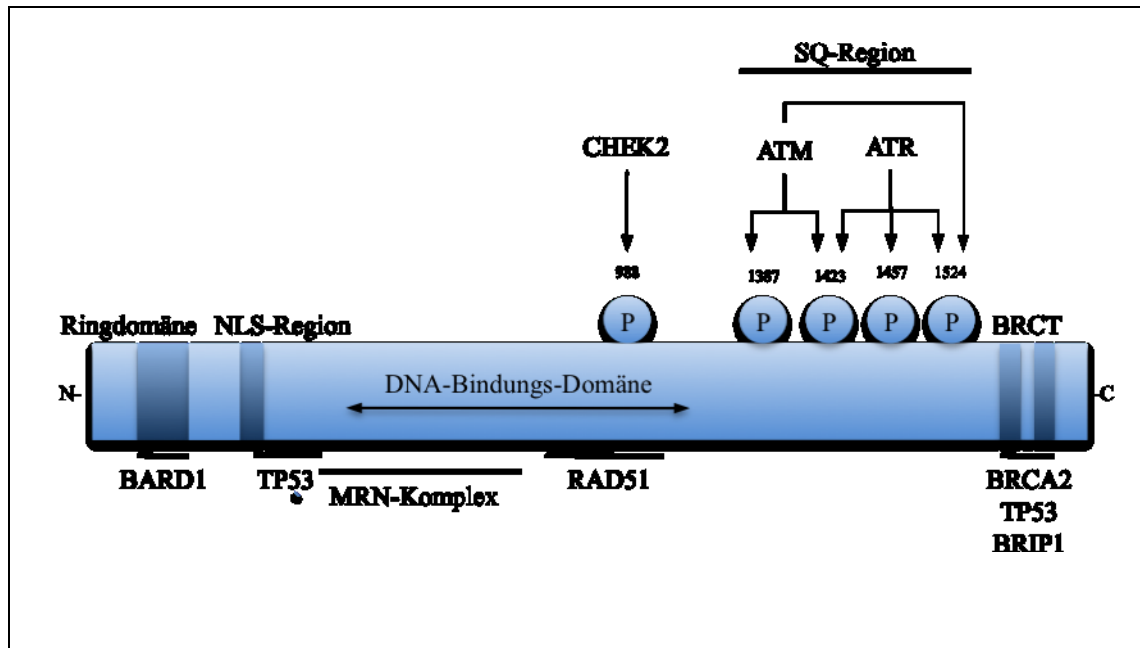 SQ-Region
CHEK2
ATM ATR
988 1387 1423 1457 1524
P P P P P
Ringdomäne NLS-Region BRCT
DNA-Bindungs-Domäne
N- -C
BARD1 TP53 RAD51 BRCA2
MRN-Komplex
TP53
BRIP1